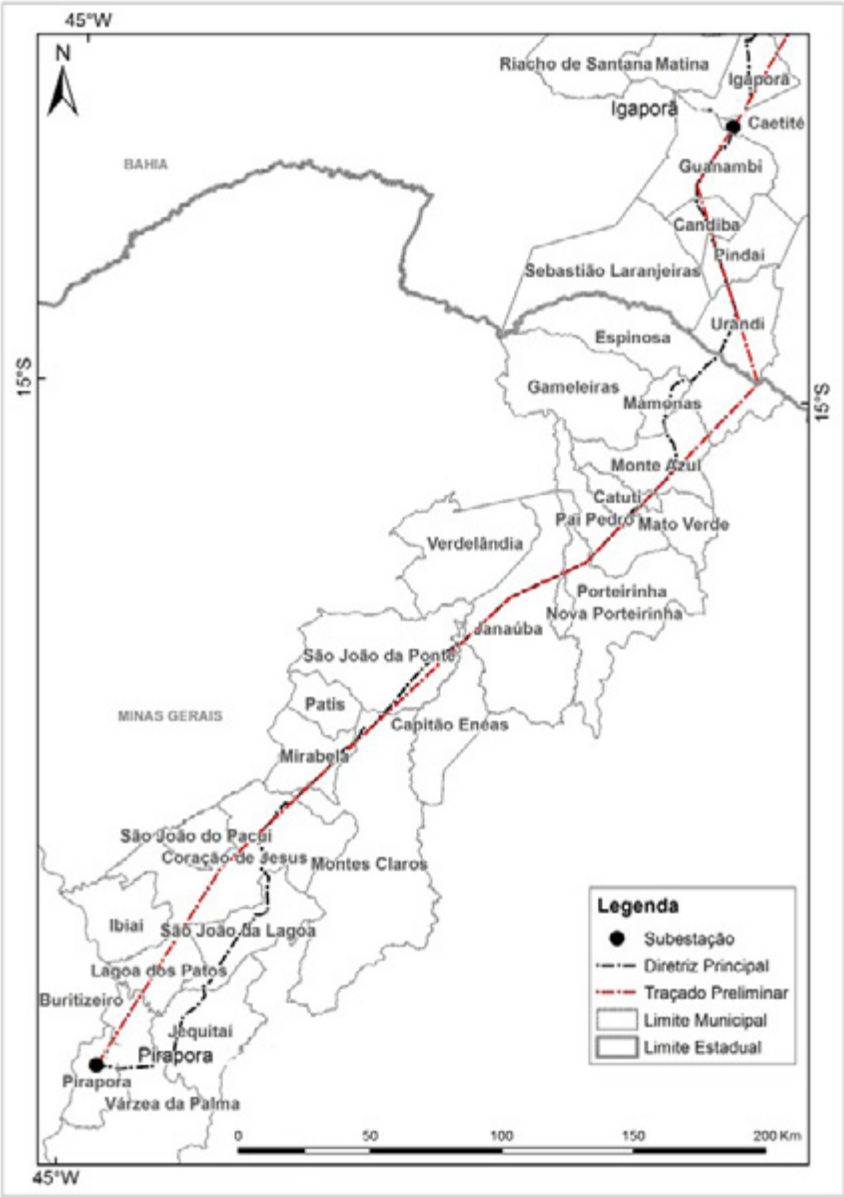 45°W
N
Riacho de Santana Matina
Igaporã
Igaporã
Caetité
BAHIA
Guanambi
Candiba
Pindaí
Sebastião Laranjeiras
Urandi
Espinosa
15°S
Gameleiras
Mamonas
15°S
Monte Azul
Catuti
Pai Pedro
Mato Verde
Verdelândia
Porteirinha
Nova Porteirinha
Janaúba
São João da Ponte
Patis
MINAS GERAIS
Capitão Enéas
Mirabela
São João do Pacuí
Coração de Jesus
Montes Claros
Ibiaí
São João da Lagoa
Lagoa dos Patos
Buritizeiro
Jequitaí
Pirapora
Pirapora
Várzea da Palma
Legenda
Subestação
Diretriz Principal
Traçado Preliminar
Limite Municipal
Limite Estadual
0 50 100 150 200 Km
45°W